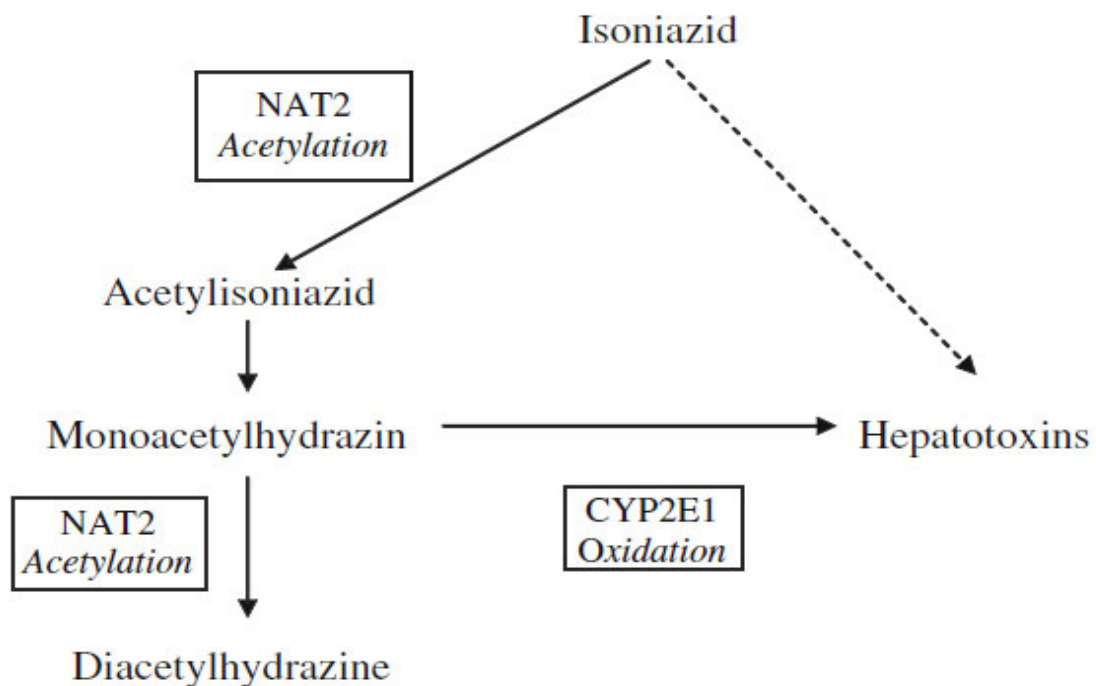 Isoniazid
NAT2
Acetylation
Acetylisoniazid
Monoacetylhydrazin
Hepatotoxins
NAT2
Acetylation
CYP2E1
Oxidation
Diacetylhydrazine